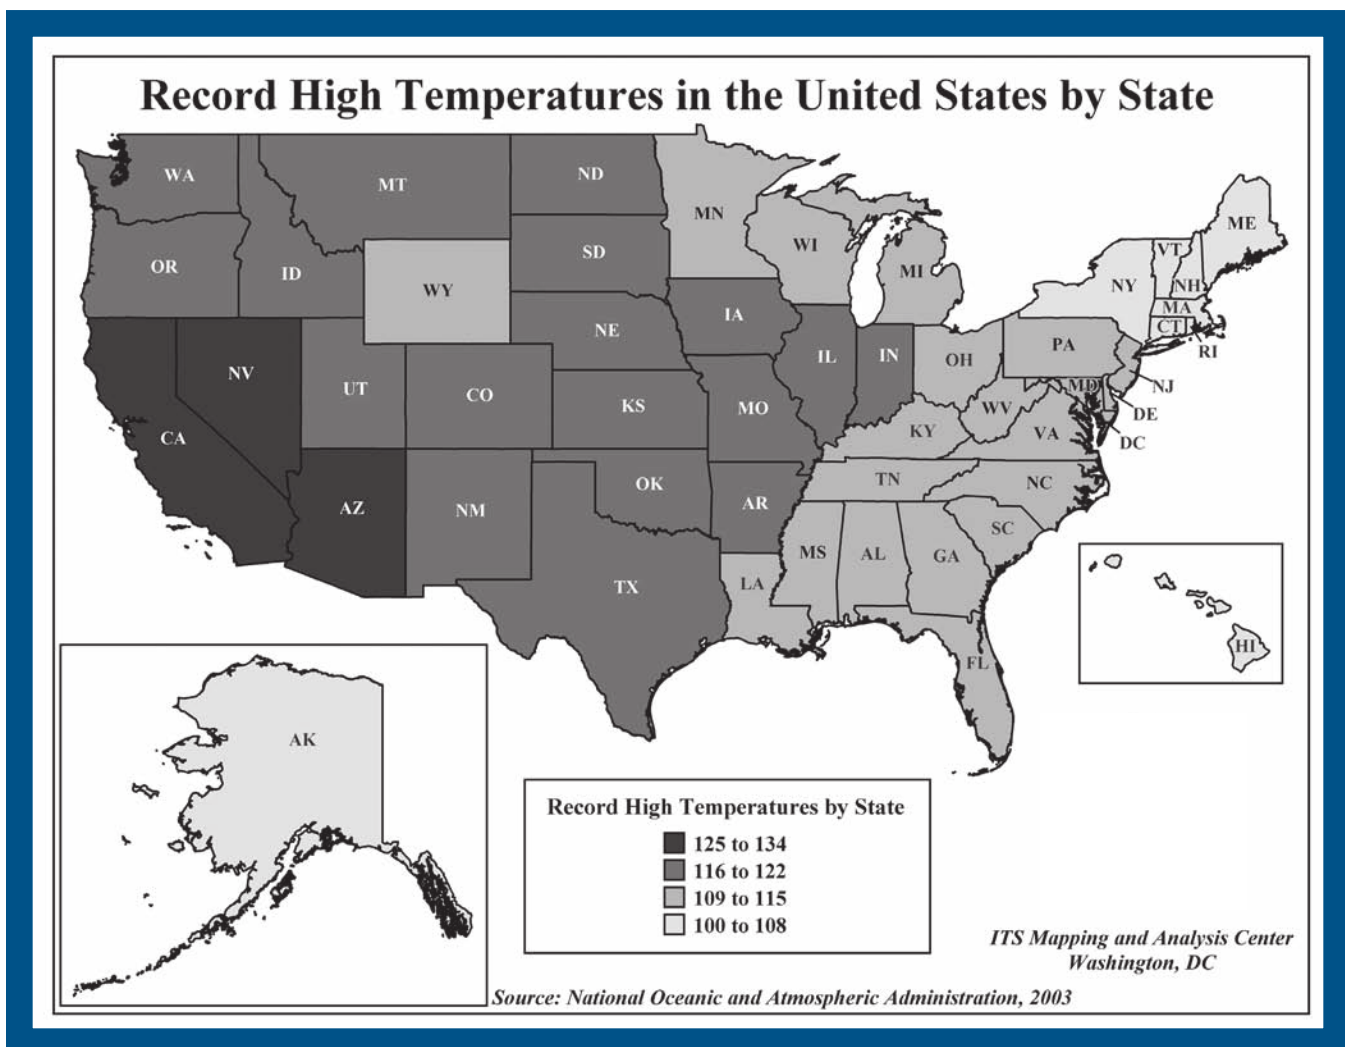 Record High Temperatures in the United States by State
WA
MT
ND
MN
OR
ID
WY
SD
WI
MI
ME
VT
NY
NH
MA
CT
RI
NV
UT
CO
NE
IA
IL
IN
OH
PA
NJ
MD
DE
DC
CA
KS
MO
KY
WV
VA
AZ
NM
OK
AR
TN
NC
SC
TX
LA
MS
AL
GA
FL
HI
AK
Record High Temperatures by State
125 to 134
116 to 122
109 to 115
100 to 108
ITS Mapping and Analysis Center
Washington, DC
Source: National Oceanic and Atmospheric Administration, 2003